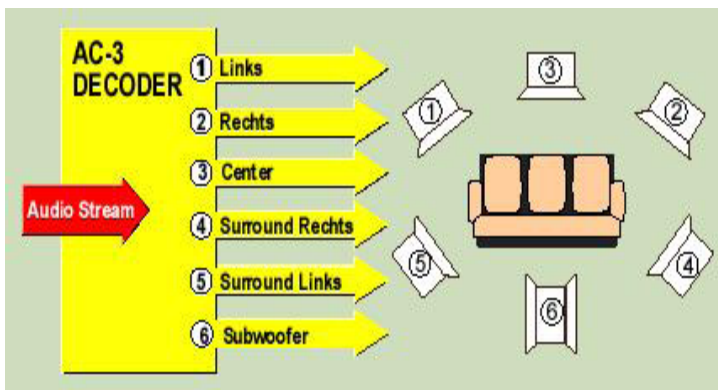 AC-3
DECODER
① Links
② Rechts
③ Center
Audio Stream
④ Surround Rechts
⑤ Surround Links
⑥ Subwoofer
③
①
②
⑤
④
⑥